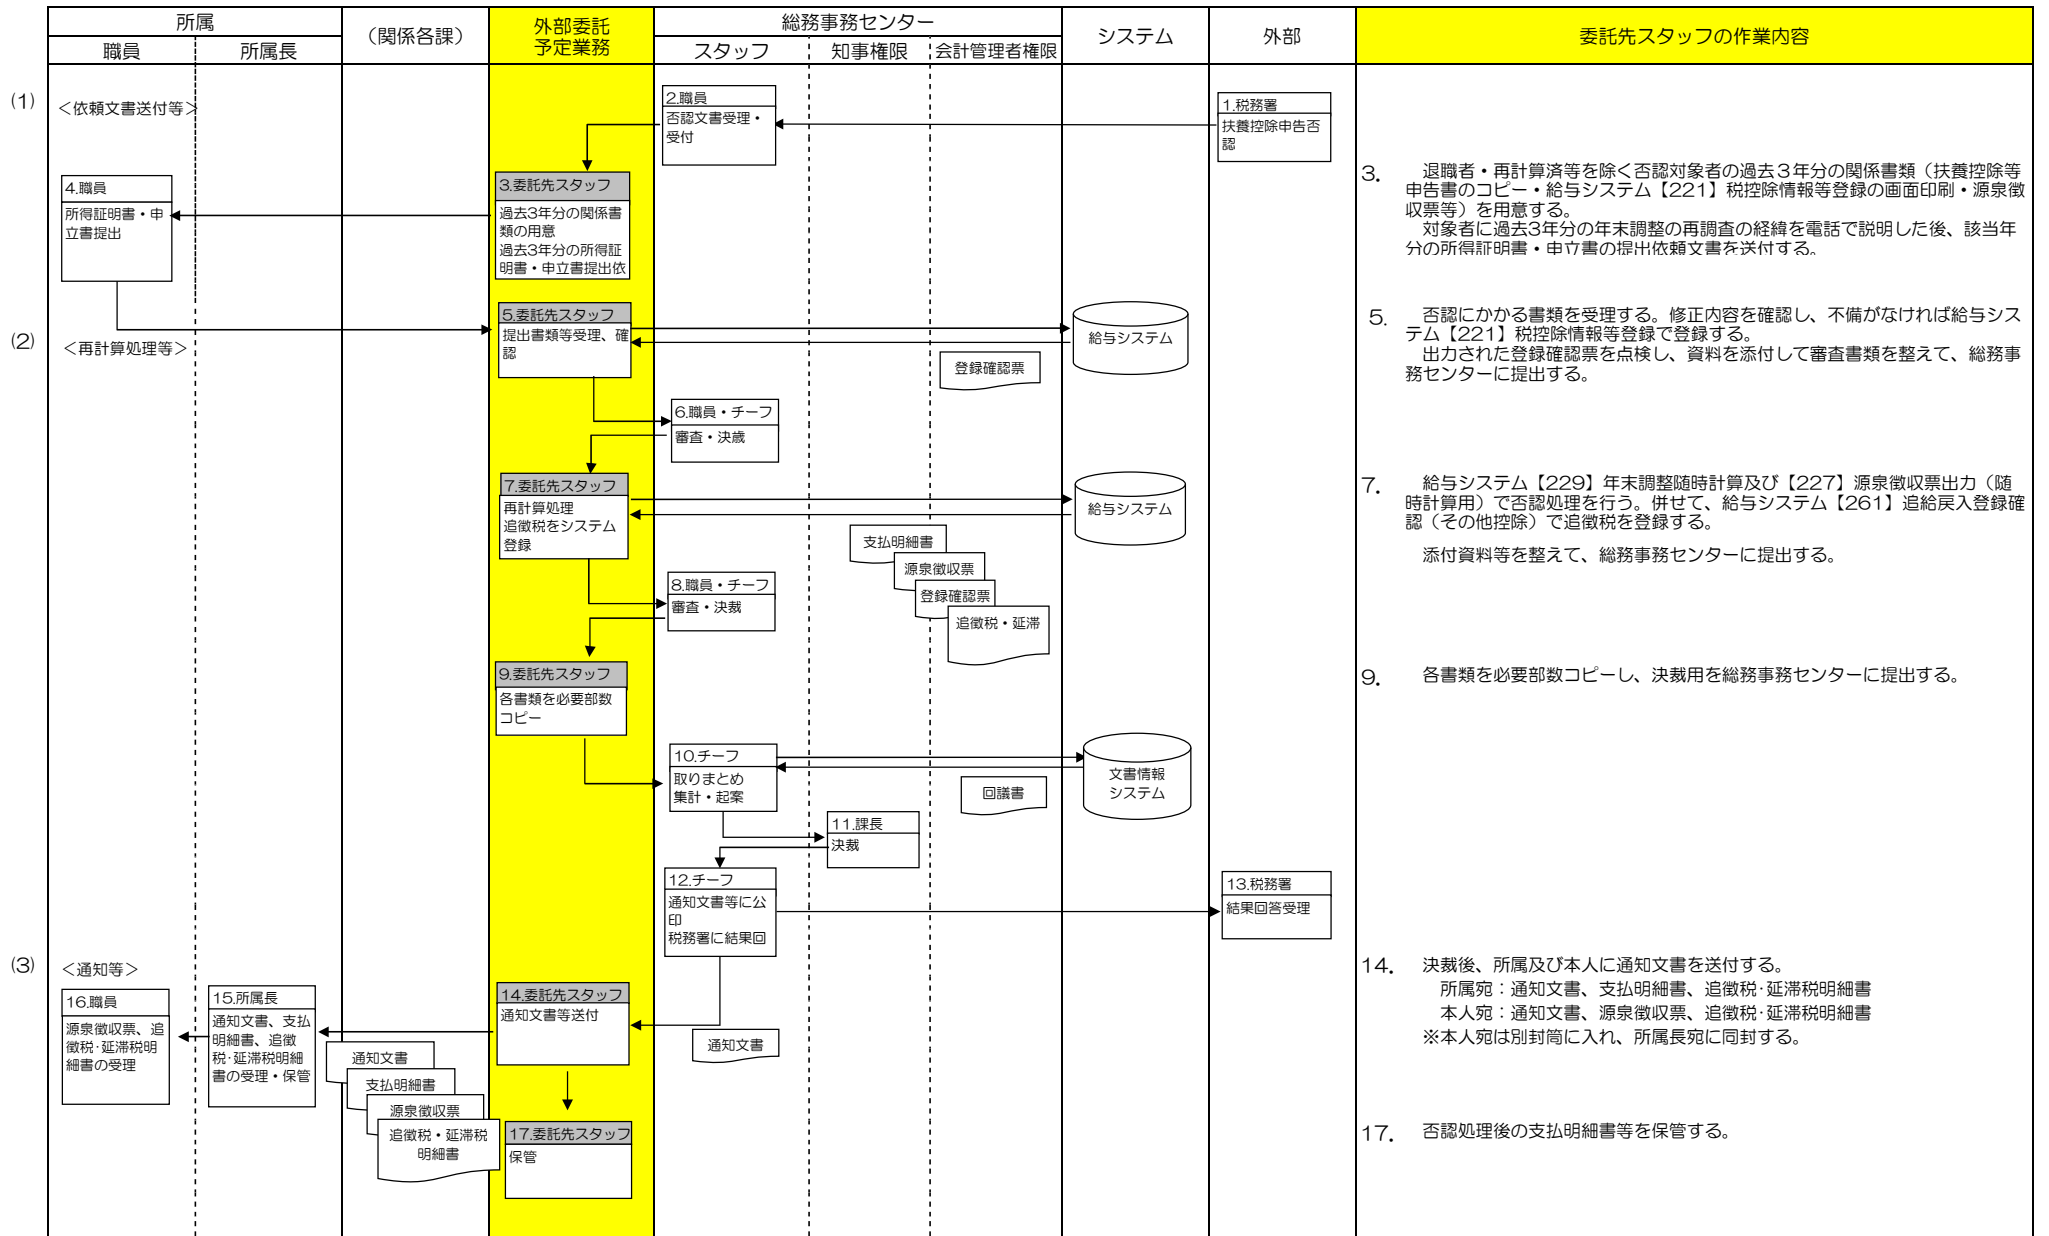 所属
職員
所属長
（関係各課）
外部委託
予定業務
総務事務センター
スタッフ
知事権限
会計管理者権限
システム
外部
委託先スタッフの作業内容
(1)
＜依頼文書送付等＞
1.税務署
扶養控除申告否
認
2.職員
否認文書受理・
受付
3.委託先スタッフ
過去3年分の関係書
類の用意
過去3年分の所得証
明書・申立書提出依
4.職員
所得証明書・申
立書提出
3.　退職者・再計算済等を除く否認対象者の過去３年分の関係書類（扶養控除等
申告書のコピー・給与システム【221】税控除情報等登録の画面印刷・源泉徴
収票等）を用意する。
対象者に過去3年分の年末調整の再調査の経緯を電話で説明した後、該当年
分の所得証明書・申立書の提出依頼文書を送付する。
(2)
＜再計算処理等＞
5.委託先スタッフ
提出書類等受理、確
認
給与システム
登録確認票
5.　否認にかかる書類を受理する。修正内容を確認し、不備がなければ給与シス
テム【221】税控除情報等登録で登録する。
出力された登録確認票を点検し、資料を添付して審査書類を整えて、総務事
務センターに提出する。
6.職員・チーフ
審査・決歳
7.委託先スタッフ
再計算処理
追徴税をシステム
登録
給与システム
支払明細書
源泉徴収票
登録確認票
追徴税・延滞
7.　給与システム【229】年末調整随時計算及び【227】源泉徴収票出力（随
時計算用）で否認処理を行う。併せて、給与システム【261】追給戻入登録確
認（その他控除）で追徴税を登録する。
添付資料等を整えて、総務事務センターに提出する。
8.職員・チーフ
審査・決裁
9.委託先スタッフ
各書類を必要部数
コピー
9.　各書類を必要部数コピーし、決裁用を総務事務センターに提出する。
10.チーフ
取りまとめ
集計・起案
文書情報
システム
回議書
11.課長
決裁
12.チーフ
通知文書等に公
印
税務署に結果回
13.税務署
結果回答受理
(3)
＜通知等＞
14.委託先スタッフ
通知文書等送付
通知文書
15.所属長
通知文書、支払
明細書、追徴
税･延滞税明細
書の受理・保管
16.職員
源泉徴収票、追
徴税･延滞税明
細書の受理
通知文書
支払明細書
源泉徴収票
追徴税・延滞税
明細書
14.　決裁後、所属及び本人に通知文書を送付する。
所属宛：通知文書、支払明細書、追徴税･延滞税明細書
本人宛：通知文書、源泉徴収票、追徴税･延滞税明細書
※本人宛は別封筒に入れ、所属長宛に同封する。
17.委託先スタッフ
保管
17.　否認処理後の支払明細書等を保管する。